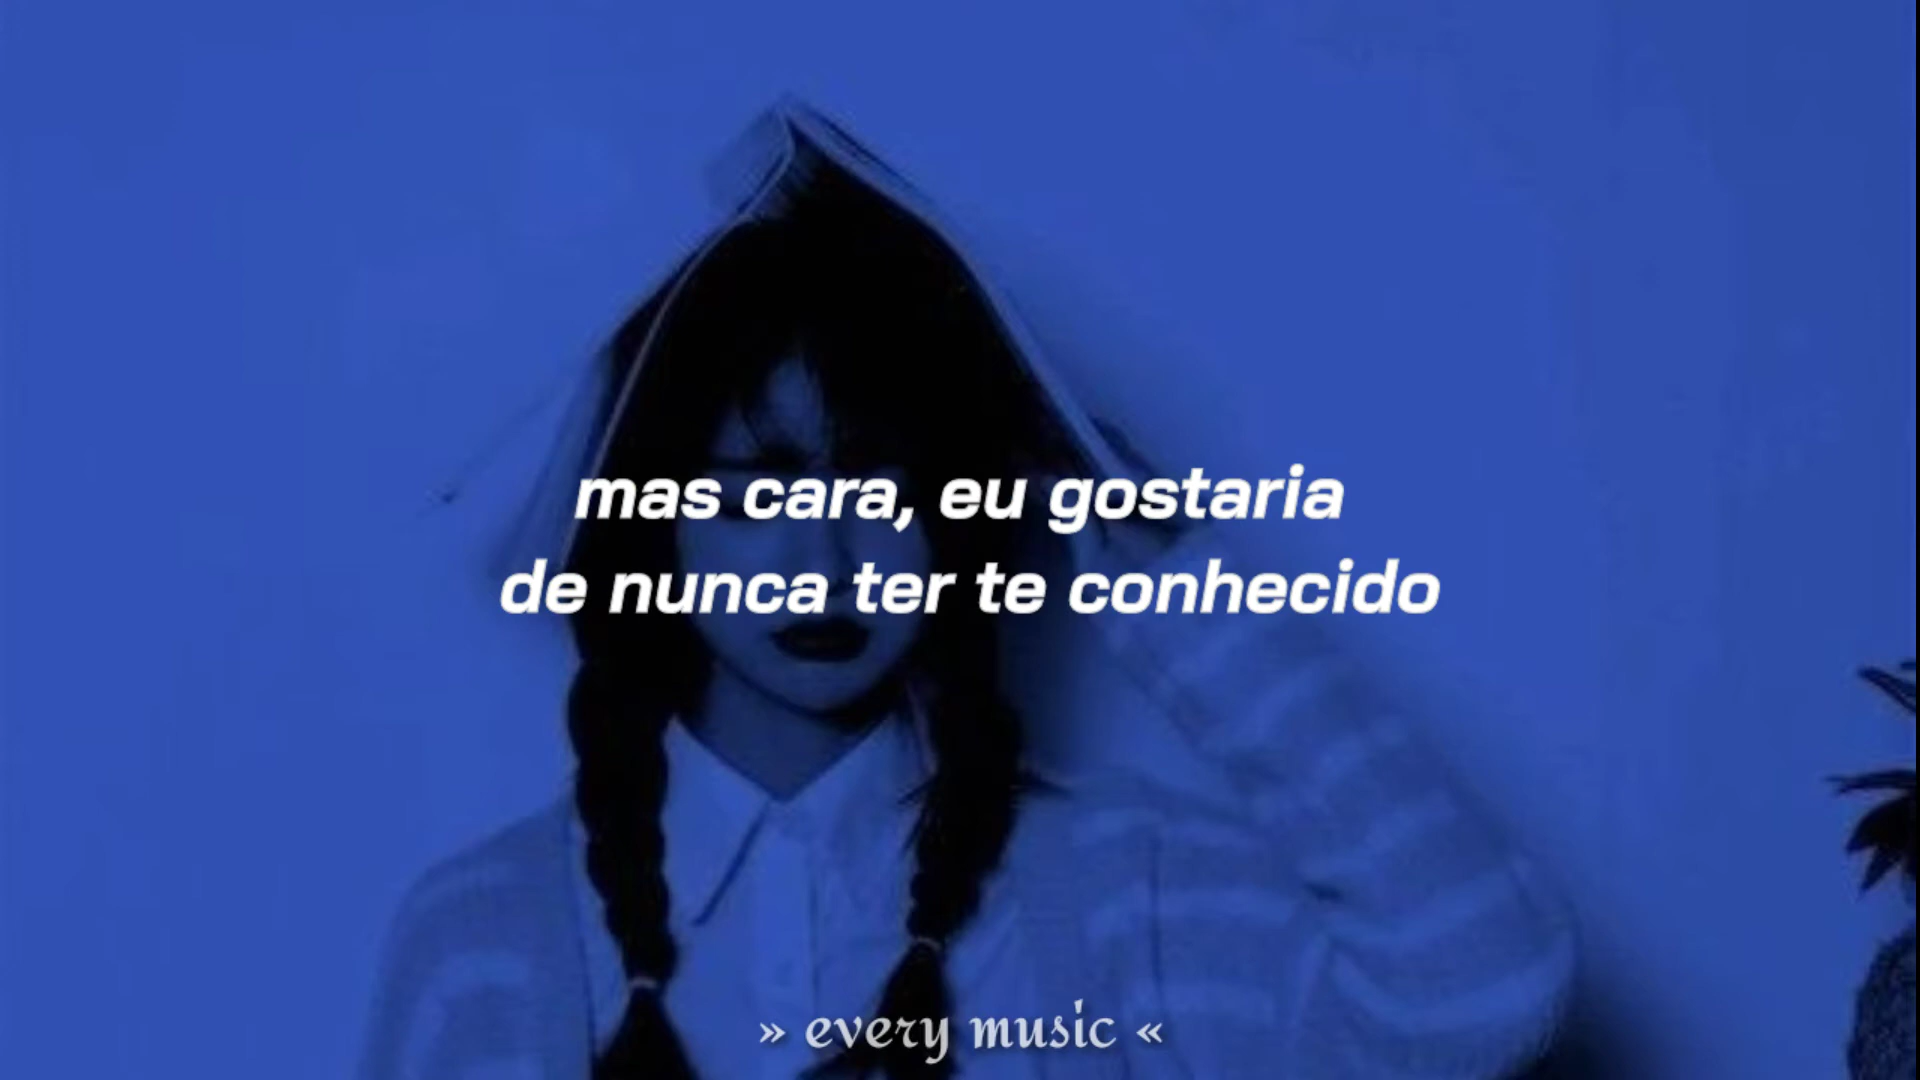 mas cara, eu gostaria
de nunca ter te conhecido
» every music «